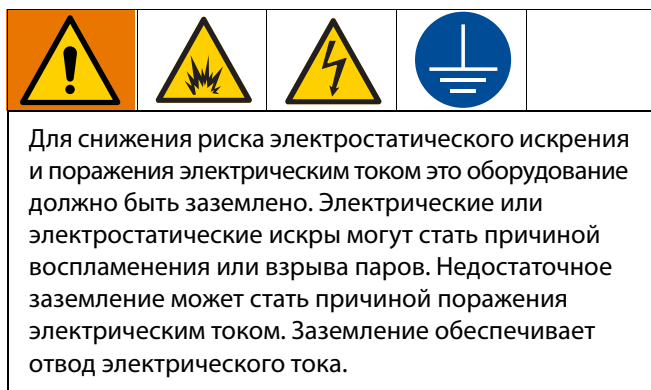 Для снижения риска электростатического искрения
и поражения электрическим током это оборудование
должно быть заземлено. Электрические или
электростатические искры могут стать причиной
воспламенения или взрыва паров. Недостаточное
заземление может стать причиной поражения
электрическим током. Заземление обеспечивает
отвод электрического тока.